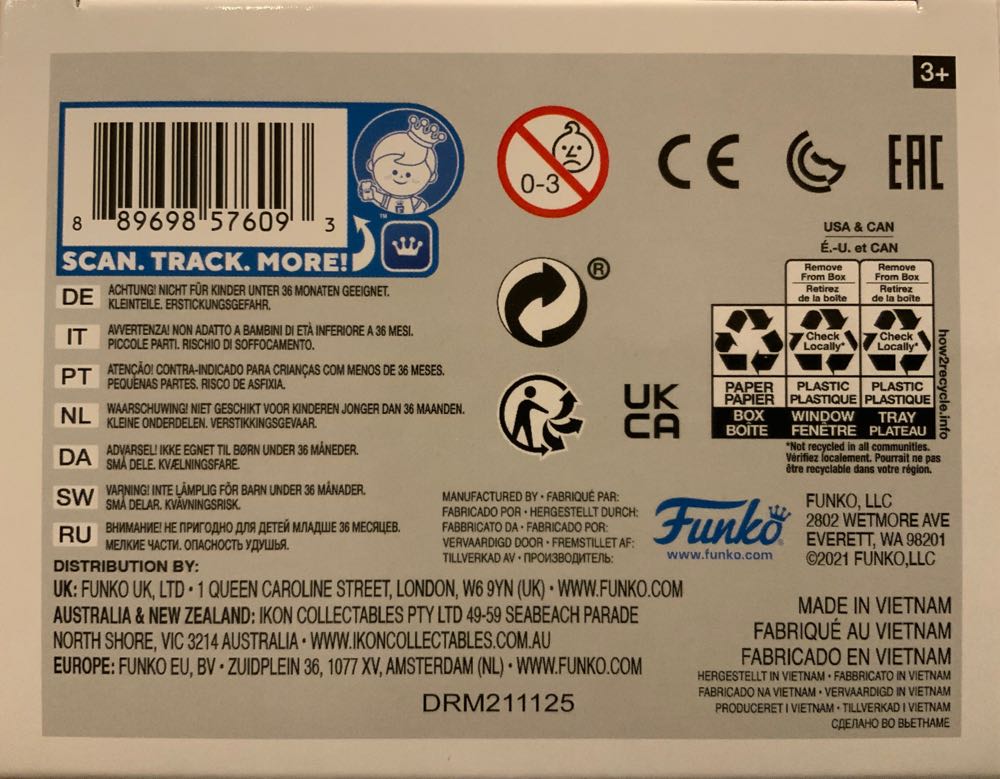 3+
8 89698 57609 3
SCAN. TRACK. MORE!
™
0-3
CE
EAC
®
UK
CA
USA & CAN
É.-U. et CAN
Remove
From Box
Retirez
de la boîte
Remove
From Box
Retirez
de la boîte
Check
Locally*
Check
Locally*
PAPER
PAPIER
PLASTIC
PLASTIQUE
PLASTIC
PLASTIQUE
BOX
BOÎTE
WINDOW
FENÊTRE
TRAY
PLATEAU
how2recycle.info
*Not recycled in all communities.
Vérifiez localement. Pourrait ne pas
être recyclable dans votre région.
DE ACHTUNG! NICHT FÜR KINDER UNTER 36 MONATEN GEEIGNET.
KLEINTEILE. ERSTICKUNGSGEFAHR.
IT AVVERTENZA! NON ADATTO A BAMBINI DI ETÀ INFERIORE A 36 MESI.
PICCOLE PARTI. RISCHIO DI SOFFOCAMENTO.
PT ATENÇÃO! CONTRA-INDICADO PARA CRIANÇAS COM MENOS DE 36 MESES.
PEQUENAS PARTES. RISCO DE ASFIXIA.
NL WAARSCHUWING! NIET GESCHIKT VOOR KINDEREN JONGER DAN 36 MAANDEN.
KLEINE ONDERDELEN. VERSTIKKINGSGEVAAR.
DA ADVARSEL! IKKE EGNET TIL BØRN UNDER 36 MÅNEDER.
SMÅ DELE. KVÆLNINGSFARE.
SW VARNING! INTE LÄMPLIG FÖR BARN UNDER 36 MÅNADER.
SMÅ DELAR. KVÄVNINGSRISK.
RU ВНИМАНИЕ! НЕ ПРИГОДНО ДЛЯ ДЕТЕЙ МЛАДШЕ 36 МЕСЯЦЕВ.
МЕЛКИЕ ЧАСТИ. ОПАСНОСТЬ УДУШЬЯ.
MANUFACTURED BY • FABRIQUÉ PAR:
FABRICADO POR • HERGESTELLT DURCH:
FABBRICATO DA • FABRICADO POR:
VERVAARDIGD DOOR • FREMSTILLET AF:
TILLVERKAD AV • ПРОИЗВОДИТЕЛЬ:
Funko
www.funko.com
FUNKO, LLC
2802 WETMORE AVE
EVERETT, WA 98201
©2021 FUNKO,LLC
DISTRIBUTION BY:
UK: FUNKO UK, LTD • 1 QUEEN CAROLINE STREET, LONDON, W6 9YN (UK) • WWW.FUNKO.COM
AUSTRALIA & NEW ZEALAND: IKON COLLECTABLES PTY LTD 49-59 SEABEACH PARADE
NORTH SHORE, VIC 3214 AUSTRALIA • WWW.IKONCOLLECTABLES.COM.AU
EUROPE: FUNKO EU, BV • ZUIDPLEIN 36, 1077 XV, AMSTERDAM (NL) • WWW.FUNKO.COM
DRM211125
MADE IN VIETNAM
FABRIQUÉ AU VIETNAM
FABRICADO EN VIETNAM
HERGESTELLT IN VIETNAM • FABBRICATO IN VIETNAM
FABRICADO NA VIETNAM • VERVAARDIGD IN VIETNAM
PRODUCERET I VIETNAM • TILLVERKAD I VIETNAM
СДЕЛАНО ВО ВЬЕТНАМЕ